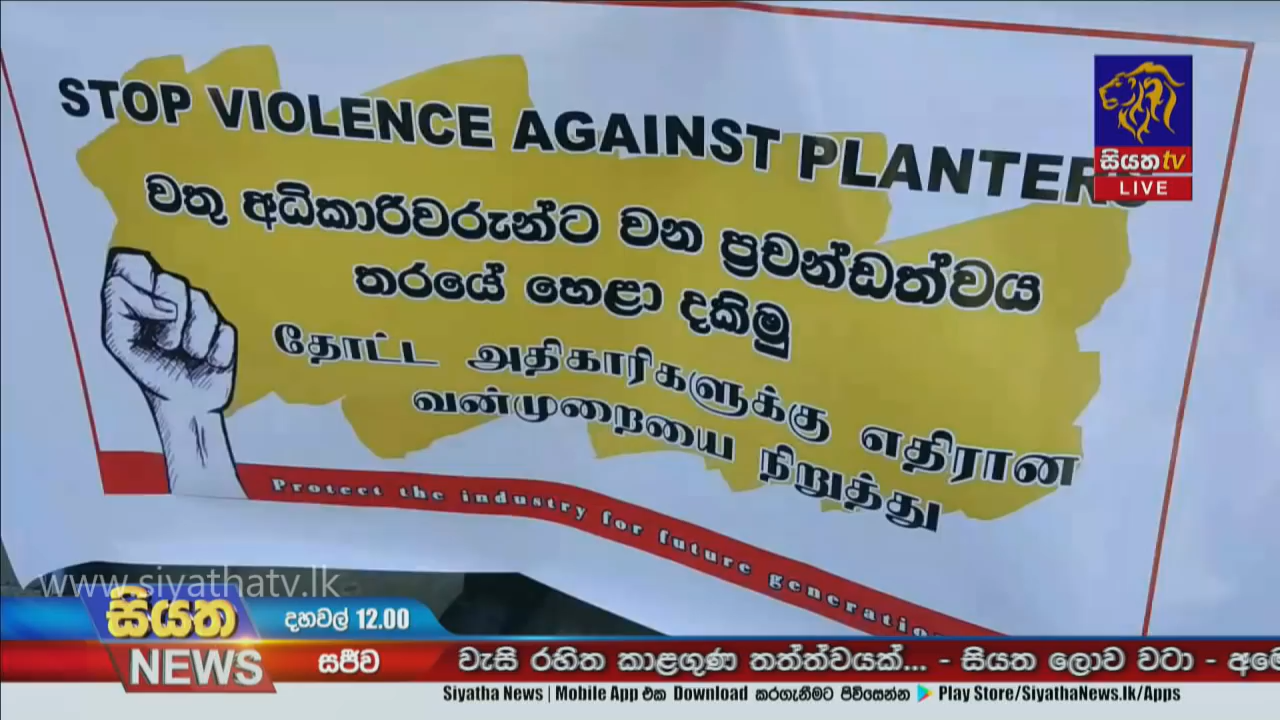 STOP VIOLENCE AGAINST PLANTERS
වතු අධිකාරිවරුන්ට වන ප්‍රචන්ඩත්වය
තරයේ හෙළා දකිමු
தோட்ட அதிகாரிகளுக்கு எதிரான
வன்முறையை நிறுத்து
Protect the industry for future
සියත tv
LIVE
www.siyathatv.lk
සියත
NEWS
දහවල් 12.00
සජීව
වැසි රහිත කාළගුණ තත්ත්වයක්... - සියත ලොව වටා -
Siyatha News | Mobile App එක Download කරගැනීමට පිවිසෙන්න Play Store/SiyathaNews.lk/Apps